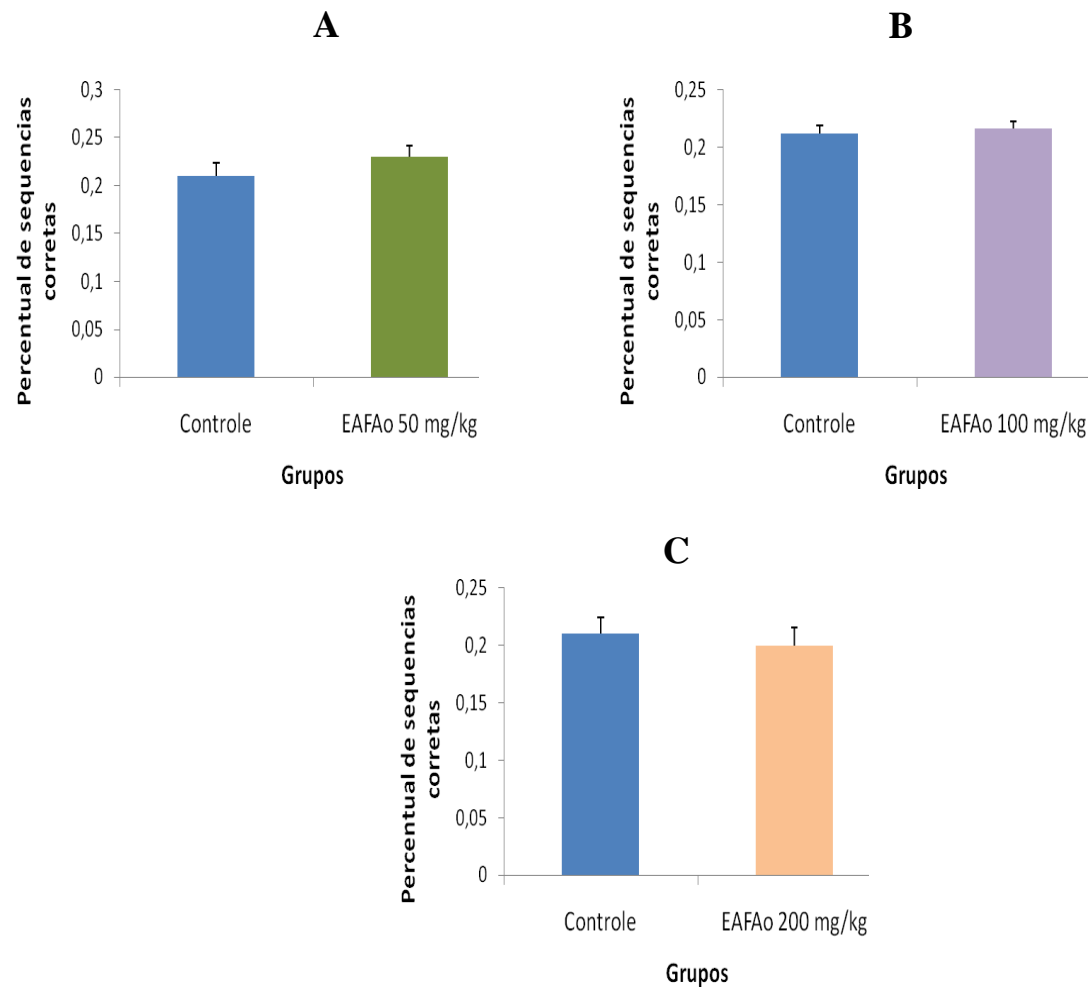 A
Percentual de sequencias
corretas
0,3
0,25
0,2
0,15
0,1
0,05
0
Controle
EAFAo 50 mg/kg
Grupos
B
Percentual de sequencias
corretas
0,25
0,2
0,15
0,1
0,05
0
Controle
EAFAo 100 mg/kg
Grupos
C
Percentual de sequencias
corretas
0,25
0,2
0,15
0,1
0,05
0
Controle
EAFAo 200 mg/kg
Grupos